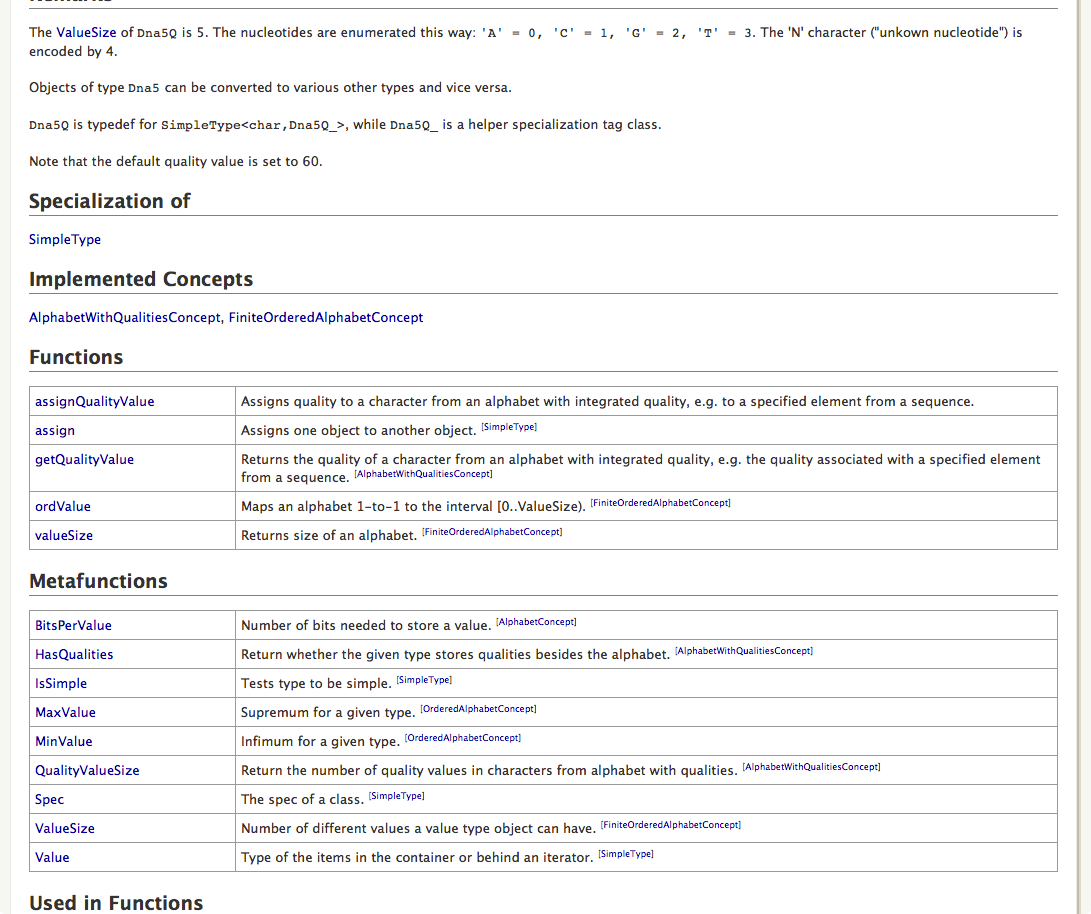 The ValueSize of Dna5Q is 5. The nucleotides are enumerated this way: 'A' = 0, 'C' = 1, 'G' = 2, 'T' = 3. The 'N' character ("unkown nucleotide") is
encoded by 4.
Objects of type Dna5 can be converted to various other types and vice versa.
Dna5Q is typedef for SimpleType<char,Dna5Q_>, while Dna5Q_ is a helper specialization tag class.
Note that the default quality value is set to 60.
Specialization of
SimpleType
Implemented Concepts
AlphabetWithQualitiesConcept, FiniteOrderedAlphabetConcept
Functions
assignQualityValue Assigns quality to a character from an alphabet with integrated quality, e.g. to a specified element from a sequence.
assign Assigns one object to another object. [SimpleType]
getQualityValue Returns the quality of a character from an alphabet with integrated quality, e.g. the quality associated with a specified element
from a sequence. [AlphabetWithQualitiesConcept]
ordValue Maps an alphabet 1-to-1 to the interval [0..ValueSize). [FiniteOrderedAlphabetConcept]
valueSize Returns size of an alphabet. [FiniteOrderedAlphabetConcept]
Metafunctions
BitsPerValue Number of bits needed to store a value. [AlphabetConcept]
HasQualities Return whether the given type stores qualities besides the alphabet. [AlphabetWithQualitiesConcept]
IsSimple Tests type to be simple. [SimpleType]
MaxValue Supremum for a given type. [OrderedAlphabetConcept]
MinValue Infimum for a given type. [OrderedAlphabetConcept]
QualityValueSize Return the number of quality values in characters from alphabet with qualities. [AlphabetWithQualitiesConcept]
Spec The spec of a class. [SimpleType]
ValueSize Number of different values a value type object can have. [FiniteOrderedAlphabetConcept]
Value Type of the items in the container or behind an iterator. [SimpleType]
Used in Functions